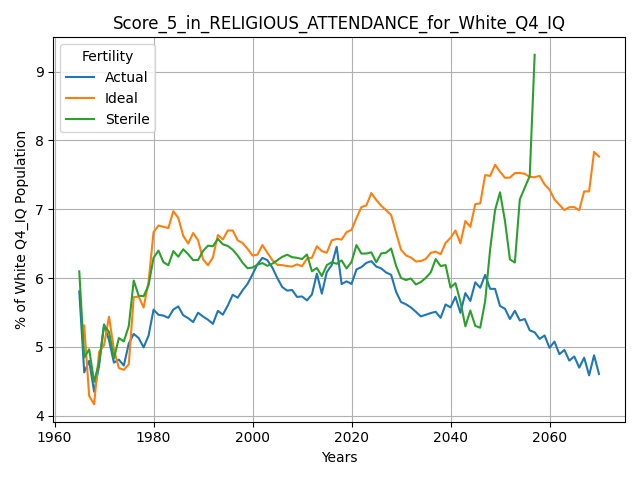 Score_5_in_RELIGIOUS_ATTENDANCE_for_White_Q4_IQ
Fertility
Actual
Ideal
Sterile
% of White Q4_IQ Population
9
8
7
6
5
4
1960 1980 2000 2020 2040 2060
Years